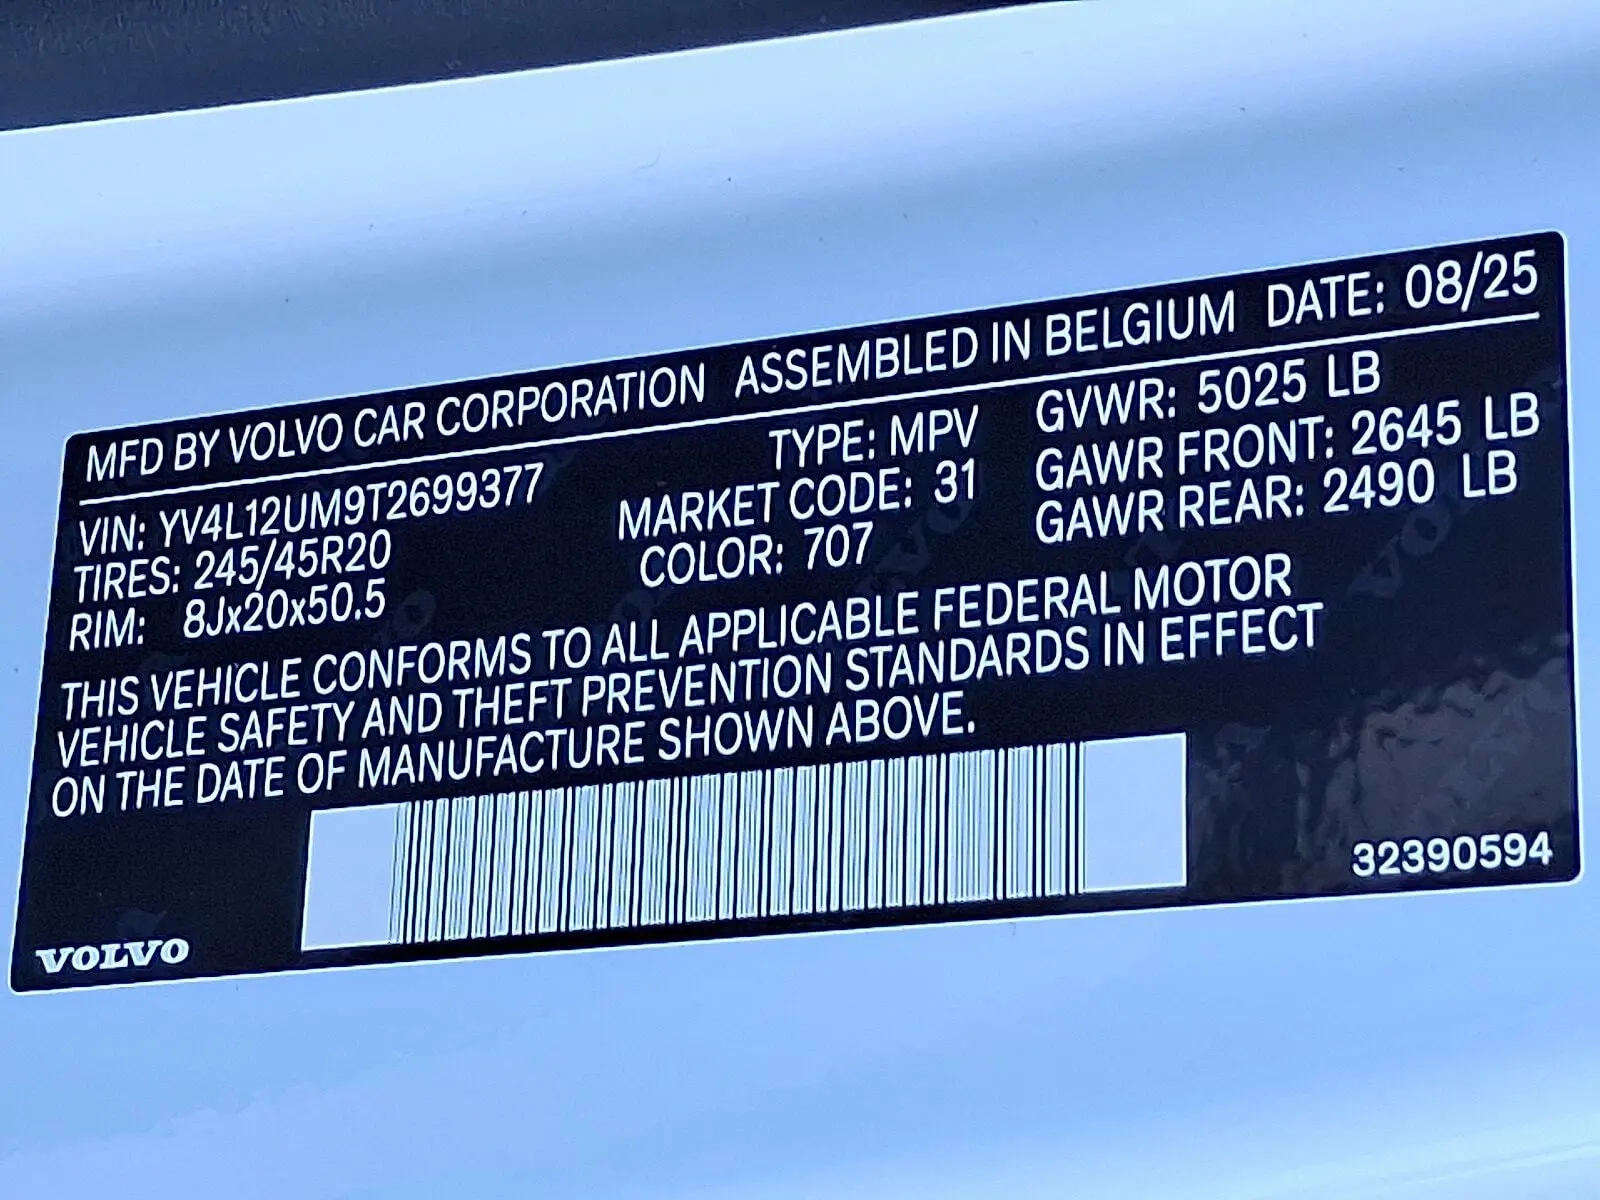 MFD BY VOLVO CAR CORPORATION ASSEMBLED IN BELGIUM DATE: 08/25
VIN: YV4L12UM9T2699377 TYPE: MPV GVWR: 5025 LB
TIRES: 245/45R20 MARKET CODE: 31 GAWR FRONT: 2645 LB
RIM: 8Jx20x50.5 COLOR: 707 GAWR REAR: 2490 LB
THIS VEHICLE CONFORMS TO ALL APPLICABLE FEDERAL MOTOR
VEHICLE SAFETY AND THEFT PREVENTION STANDARDS IN EFFECT
ON THE DATE OF MANUFACTURE SHOWN ABOVE.
VOLVO 32390594